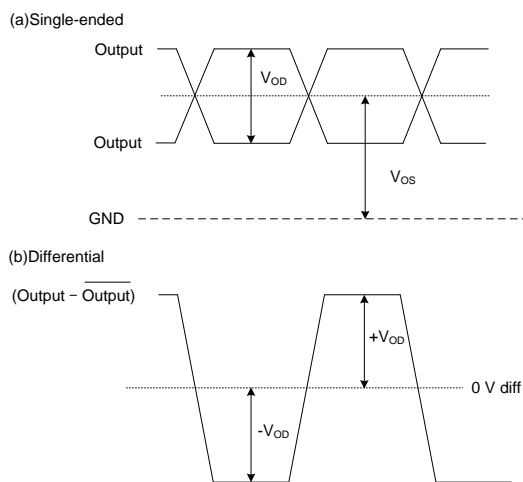 (a)Single-ended
Output
VOD
Output
VOS
GND
(b)Differential
(Output − Output)
+VOD
0 V diff
-VOD